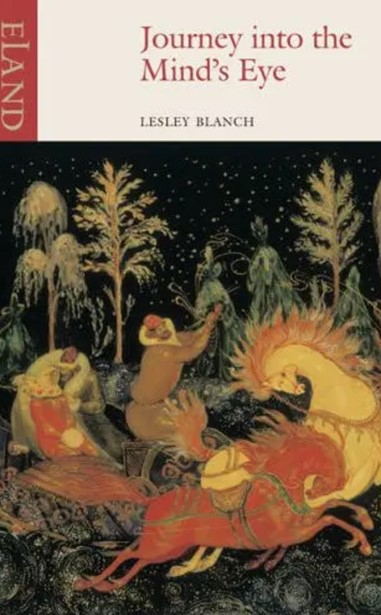 ELAND
Journey into the
Mind's Eye
LESLEY BLANCH